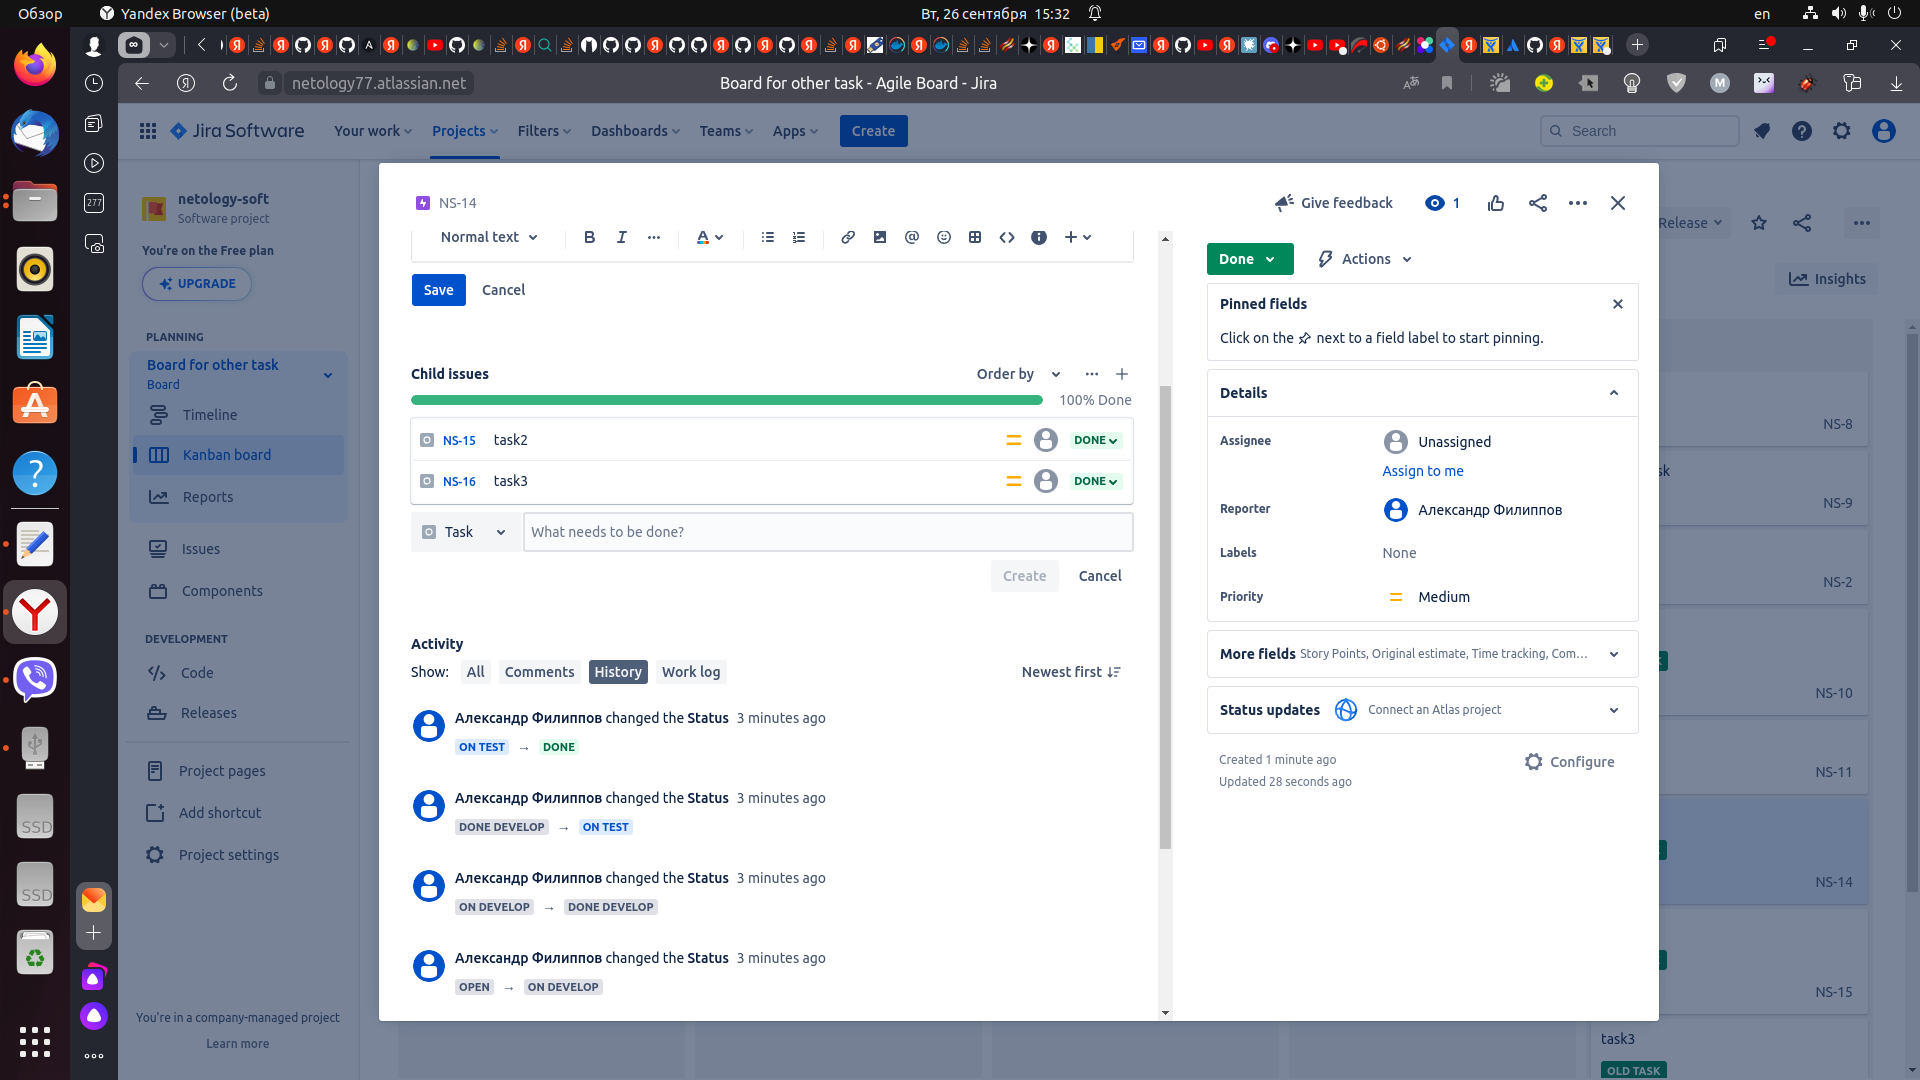 Обзор
Yandex Browser (beta)
Вт, 26 сентября 15:32
en
netology77.atlassian.net
Board for other task - Agile Board - Jira
277
M
Jira Software
Your work
Projects
Filters
Dashboards
Teams
Apps
Create
Search
netology-soft
Software project
You're on the Free plan
UPGRADE
PLANNING
Board for other task
Board
Timeline
Kanban board
Reports
Issues
Components
DEVELOPMENT
Code
Releases
Project pages
Add shortcut
Project settings
You're in a company-managed project
Learn more
SSD
SSD
NS-14
Give feedback
1
Normal text
Save
Cancel
Child issues
Order by
100% Done
NS-15 task2 DONE
NS-16 task3 DONE
Task
What needs to be done?
Create
Cancel
Activity
Show:
All
Comments
History
Work log
Newest first
Александр Филиппов changed the Status 3 minutes ago
ON TEST → DONE
Александр Филиппов changed the Status 3 minutes ago
DONE DEVELOP → ON TEST
Александр Филиппов changed the Status 3 minutes ago
ON DEVELOP → DONE DEVELOP
Александр Филиппов changed the Status 3 minutes ago
OPEN → ON DEVELOP
Done
Actions
Pinned fields
Click on the next to a field label to start pinning.
Details
Assignee
Unassigned
Assign to me
Reporter
Александр Филиппов
Labels
None
Priority
Medium
More fields Story Points, Original estimate, Time tracking, Com...
Status updates
Connect an Atlas project
Created 1 minute ago
Updated 28 seconds ago
Configure
Release
Insights
NS-8
sk
NS-9
NS-2
NS-10
NS-11
NS-14
NS-15
task3
OLD TASK